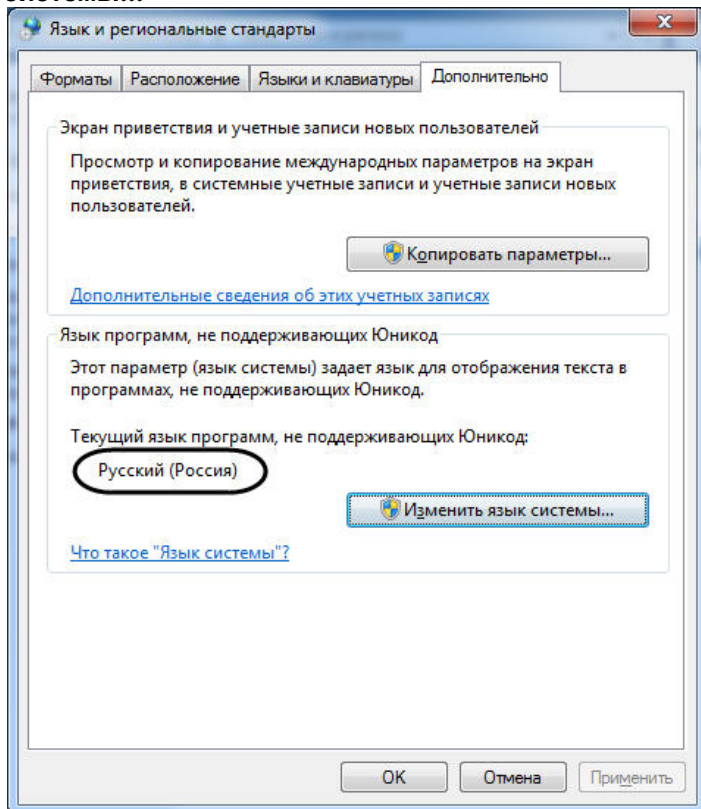 Язык и региональные стандарты
Форматы Расположение Языки и клавиатуры Дополнительно
Экран приветствия и учетные записи новых пользователей
Просмотр и копирование международных параметров на экран
приветствия, в системные учетные записи и учетные записи новых
пользователей.
Копировать параметры...
Дополнительные сведения об этих учетных записях
Язык программ, не поддерживающих Юникод
Этот параметр (язык системы) задает язык для отображения текста в
программах, не поддерживающих Юникод.
Текущий язык программ, не поддерживающих Юникод:
Русский (Россия)
Изменить язык системы...
Что такое "Язык системы"?
OK Отмена Применить